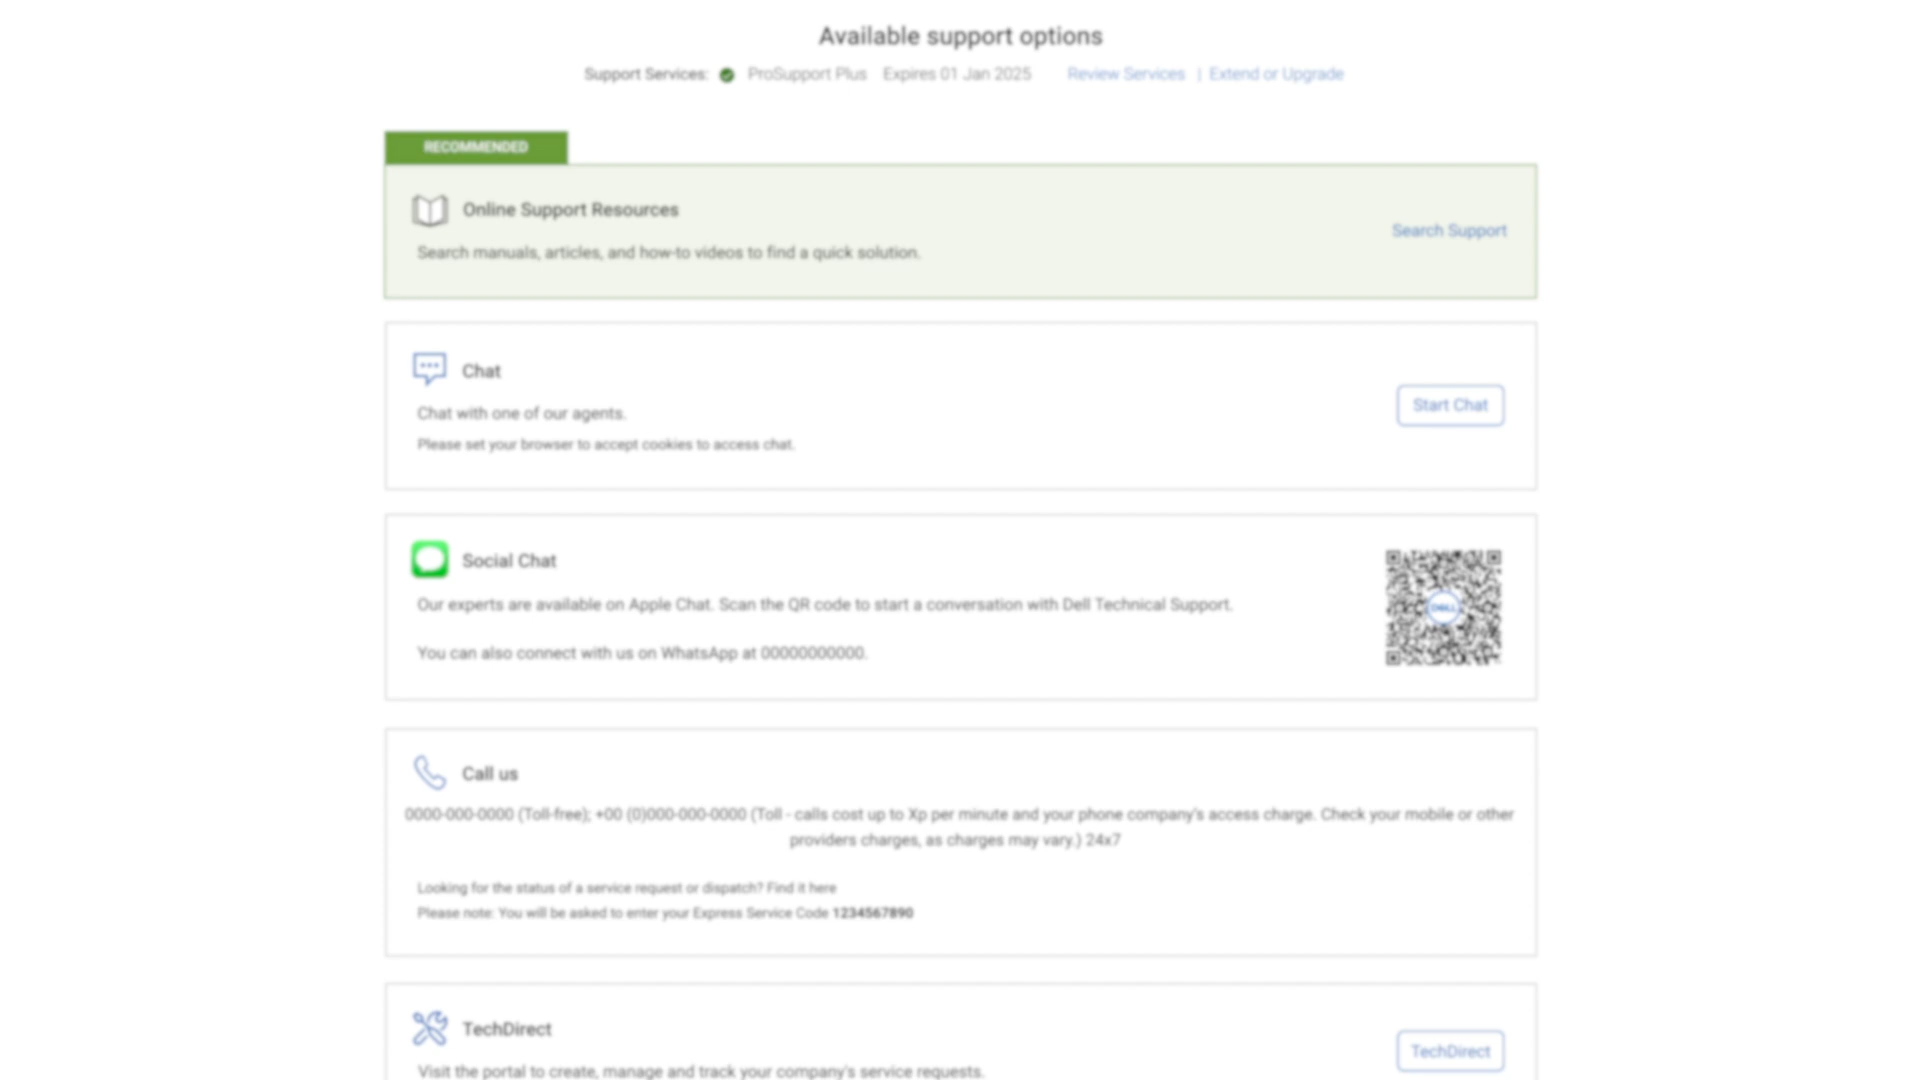 Available support options
Support Services: ProSupport Plus Expires 01 Jan 2025 Review Services | Extend or Upgrade
RECOMMENDED
Online Support Resources
Search Support
Search manuals, articles, and how-to videos to find a quick solution.
Chat
Start Chat
Chat with one of our agents.
Please set your browser to accept cookies to access chat.
Social Chat
Our experts are available on Apple Chat. Scan the QR code to start a conversation with Dell Technical Support.
DELL
You can also connect with us on WhatsApp at 00000000000.
Call us
0000-000-0000 (Toll-free); +00 (0)000-000-0000 (Toll - calls cost up to Xp per minute and your phone company's access charge. Check your mobile or other
providers charges, as charges may vary.) 24x7
Looking for the status of a service request or dispatch? Find it here
Please note: You will be asked to enter your Express Service Code 1234567890
TechDirect
TechDirect
Visit the portal to create, manage and track your company's service requests.